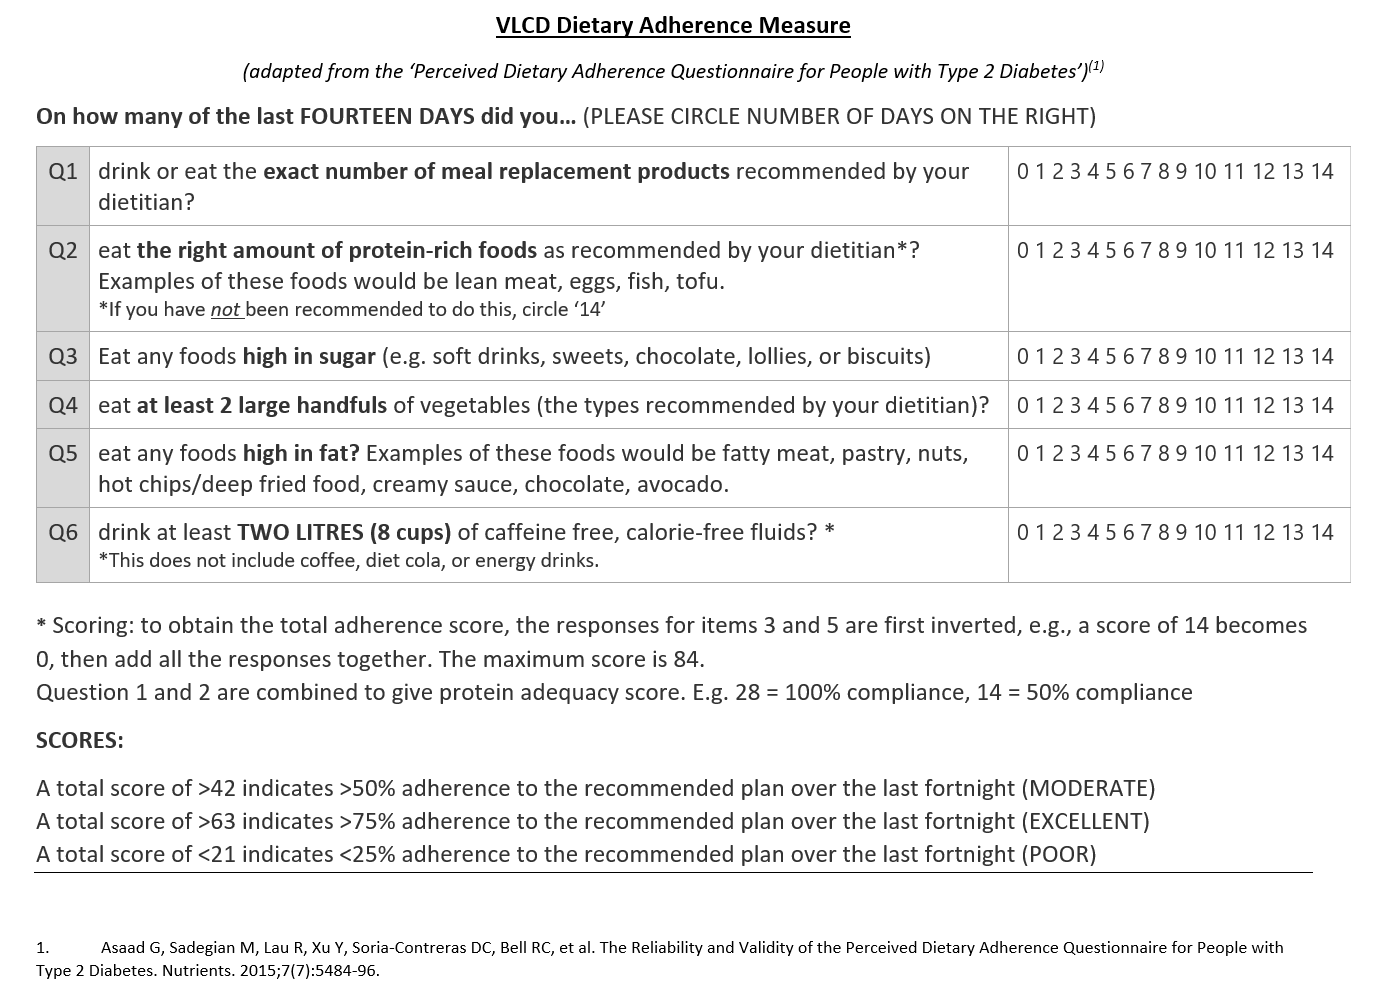 VLCD Dietary Adherence Measure
(adapted from the ‘Perceived Dietary Adherence Questionnaire for People with Type 2 Diabetes’)(1)
On how many of the last FOURTEEN DAYS did you… (PLEASE CIRCLE NUMBER OF DAYS ON THE RIGHT)
Q1 drink or eat the exact number of meal replacement products recommended by your 0 1 2 3 4 5 6 7 8 9 10 11 12 13 14
dietitian?
Q2 eat the right amount of protein-rich foods as recommended by your dietitian*? 0 1 2 3 4 5 6 7 8 9 10 11 12 13 14
Examples of these foods would be lean meat, eggs, fish, tofu.
*If you have not been recommended to do this, circle ‘14’
Q3 Eat any foods high in sugar (e.g. soft drinks, sweets, chocolate, lollies, or biscuits) 0 1 2 3 4 5 6 7 8 9 10 11 12 13 14
Q4 eat at least 2 large handfuls of vegetables (the types recommended by your dietitian)? 0 1 2 3 4 5 6 7 8 9 10 11 12 13 14
Q5 eat any foods high in fat? Examples of these foods would be fatty meat, pastry, nuts, 0 1 2 3 4 5 6 7 8 9 10 11 12 13 14
hot chips/deep fried food, creamy sauce, chocolate, avocado.
Q6 drink at least TWO LITRES (8 cups) of caffeine free, calorie-free fluids? * 0 1 2 3 4 5 6 7 8 9 10 11 12 13 14
*This does not include coffee, diet cola, or energy drinks.
* Scoring: to obtain the total adherence score, the responses for items 3 and 5 are first inverted, e.g., a score of 14 becomes
0, then add all the responses together. The maximum score is 84.
Question 1 and 2 are combined to give protein adequacy score. E.g. 28 = 100% compliance, 14 = 50% compliance
SCORES:
A total score of >42 indicates >50% adherence to the recommended plan over the last fortnight (MODERATE)
A total score of >63 indicates >75% adherence to the recommended plan over the last fortnight (EXCELLENT)
A total score of <21 indicates <25% adherence to the recommended plan over the last fortnight (POOR)
1. Asaad G, Sadegian M, Lau R, Xu Y, Soria-Contreras DC, Bell RC, et al. The Reliability and Validity of the Perceived Dietary Adherence Questionnaire for People with
Type 2 Diabetes. Nutrients. 2015;7(7):5484-96.